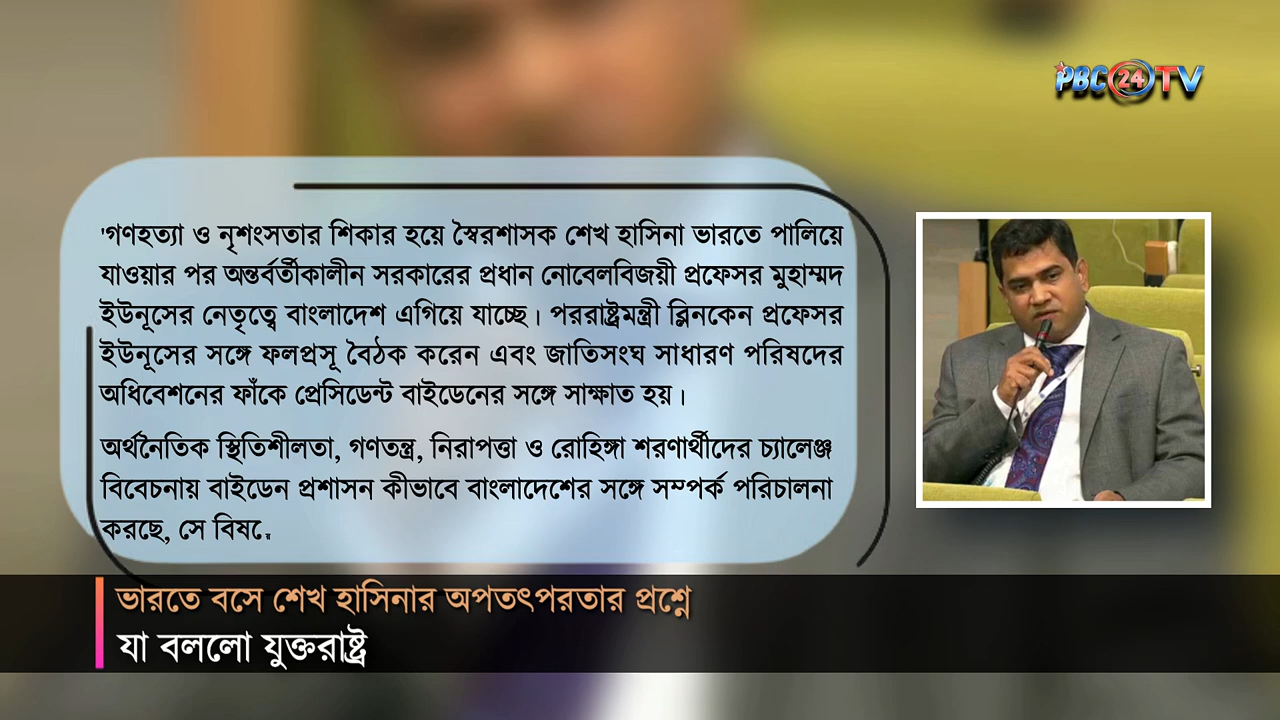 PBC 24 TV
'গণহত্যা ও নৃশংসতার শিকার হয়ে স্বৈরশাসক শেখ হাসিনা ভারতে পালিয়ে
যাওয়ার পর অন্তর্বর্তীকালীন সরকারের প্রধান নোবেলবিজয়ী প্রফেসর মুহাম্মদ
ইউনূসের নেতৃত্বে বাংলাদেশ এগিয়ে যাচ্ছে। পররাষ্ট্রমন্ত্রী ব্লিনকেন প্রফেসর
ইউনূসের সঙ্গে ফলপ্রসূ বৈঠক করেন এবং জাতিসংঘ সাধারণ পরিষদের
অধিবেশনের ফাঁকে প্রেসিডেন্ট বাইডেনের সঙ্গে সাক্ষাত হয়।
অর্থনৈতিক স্থিতিশীলতা, গণতন্ত্র, নিরাপত্তা ও রোহিঙ্গা শরণার্থীদের চ্যালেঞ্জ
বিবেচনায় বাইডেন প্রশাসন কীভাবে বাংলাদেশের সঙ্গে সম্পর্ক পরিচালনা
করছে, সে
ভারতে বসে শেখ হাসিনার অপতৎপরতার প্রশ্নে
যা বললো যুক্তরাষ্ট্র